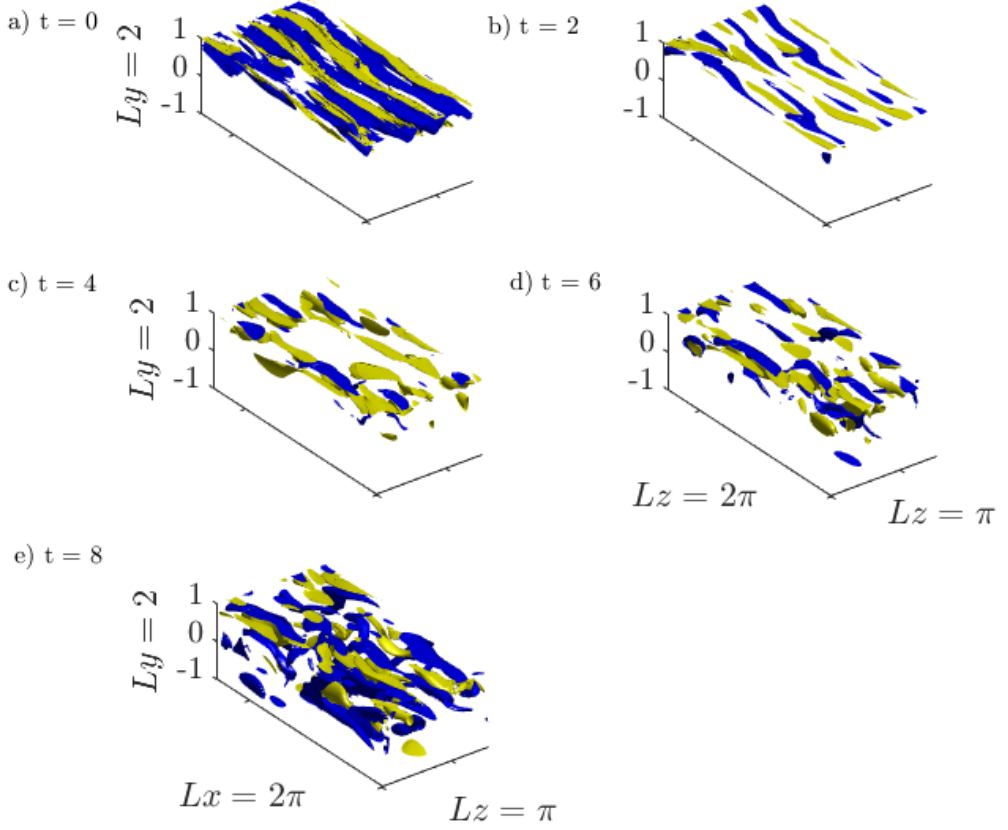 a) t = 0
Ly = 2
1
0
-1
b) t = 2
1
0
-1
c) t = 4
Ly = 2
1
0
-1
d) t = 6
1
0
-1
Lz = 2π
Lz = π
e) t = 8
Ly = 2
1
0
-1
Lx = 2π
Lz = π